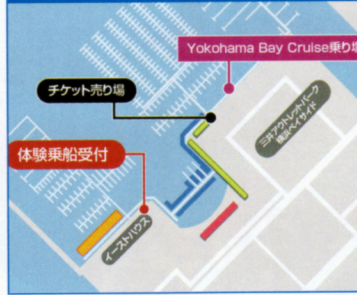 Yokohama Bay Cruise乗り場
チケット売り場
三井アウトレットパーク
横浜ベイサイド
体験乗船受付
イーストハウス